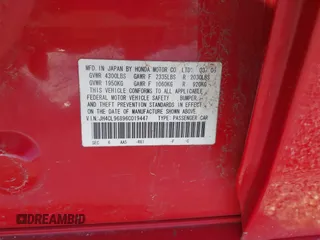 MFD. IN JAPAN BY HONDA MOTOR CO., LTD.
GVWR 4300LBS GAWR F 2335LBS R 2030LBS
GVWR 1950KG GAWR F 1060KG R 920KG
THIS VEHICLE CONFORMS TO ALL APPLICABLE
FEDERAL MOTOR VEHICLE SAFETY, BUMPER, AND
THEFT PREVENTION STANDARDS IN EFFECT ON
THE DATE OF MANUFACTURE SHOWN ABOVE.
V.I.N: TYPE: PASSENGER CAR
AutoBidMaster